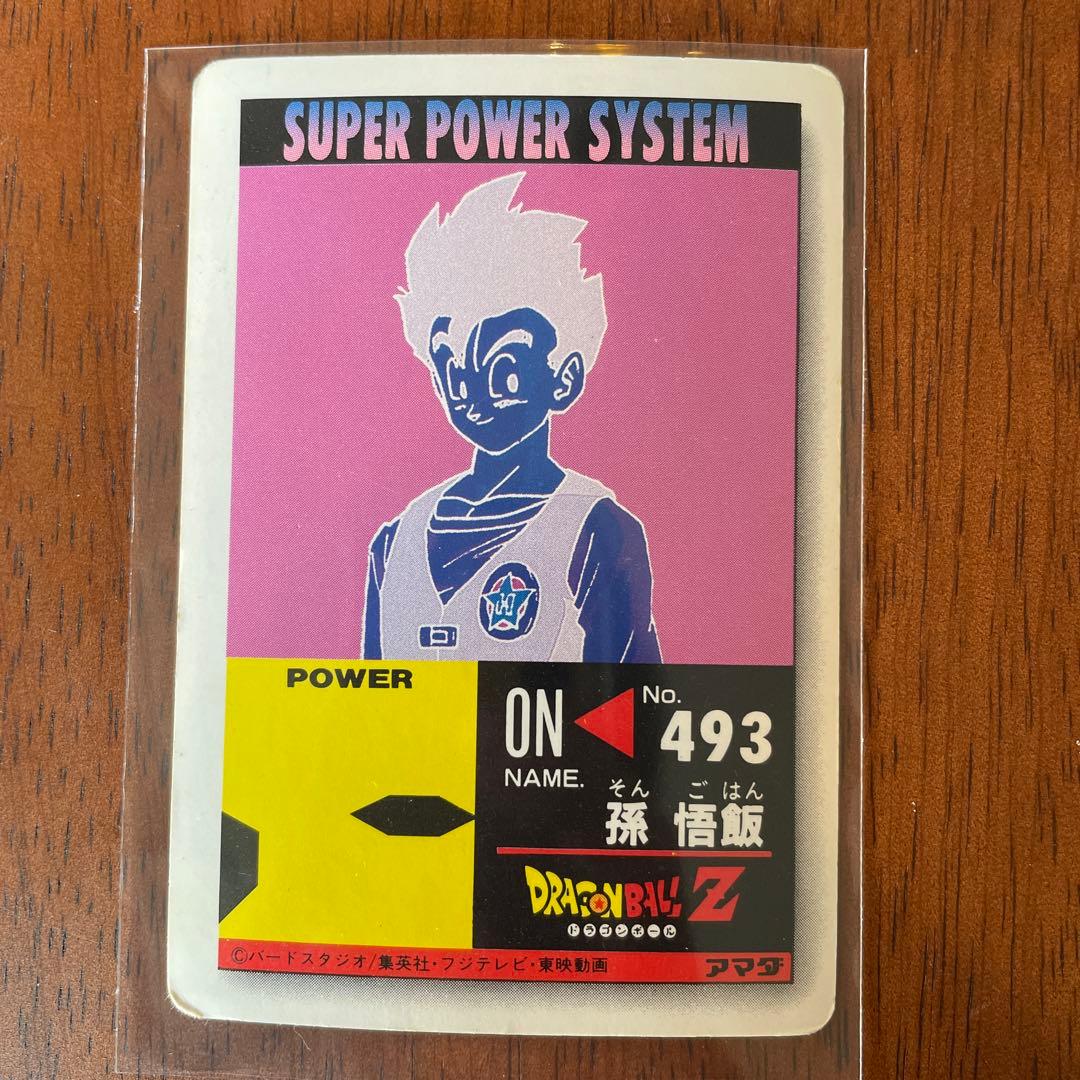 SUPER POWER SYSTEM
H
POWER
ON
No.
493
NAME.
そん ご はん
孫 悟飯
DRAGON BALL Z
ドラゴンボール
©バードスタジオ/集英社・フジテレビ・東映動画
アマダ